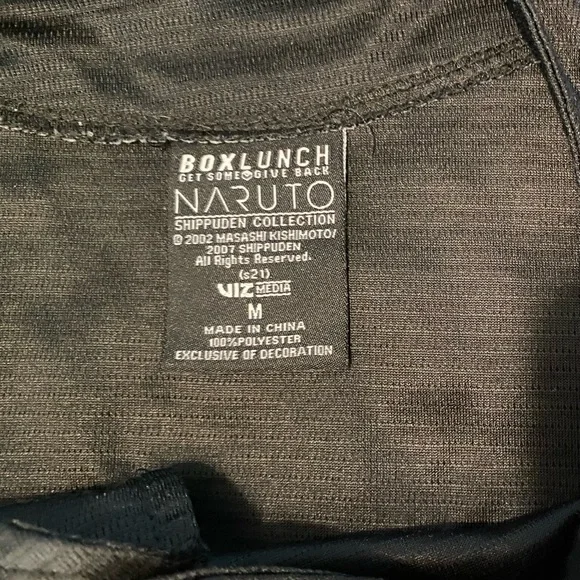 BOXLUNCH
GET SOME GIVE BACK
NARUTO
SHIPPUDEN COLLECTION
© 2002 MASASHI KISHIMOTO/
2007 SHIPPUDEN
All Rights Reserved.
(s21)
VIZ MEDIA
M
MADE IN CHINA
100%POLYESTER
EXCLUSIVE OF DECORATION